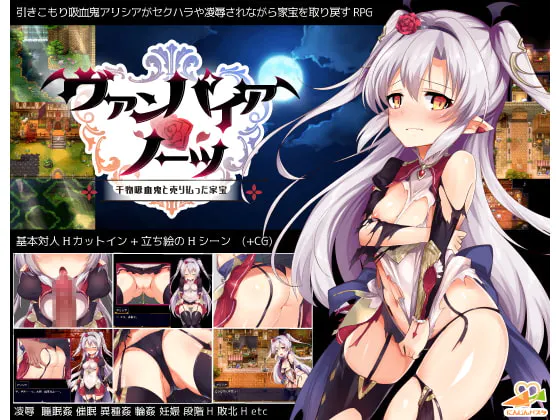 引きこもり吸血鬼アリシアがセクハラや凌辱されながら家宝を取り戻すRPG
ヴァンパイア
ノーツ
干物吸血鬼と売り払った家宝
基本対人Hカットイン+立ち絵のHシーン (+CG)
凌辱 睡眠姦 催眠 異種姦 輪姦 妊娠 段階H 敗北H etc